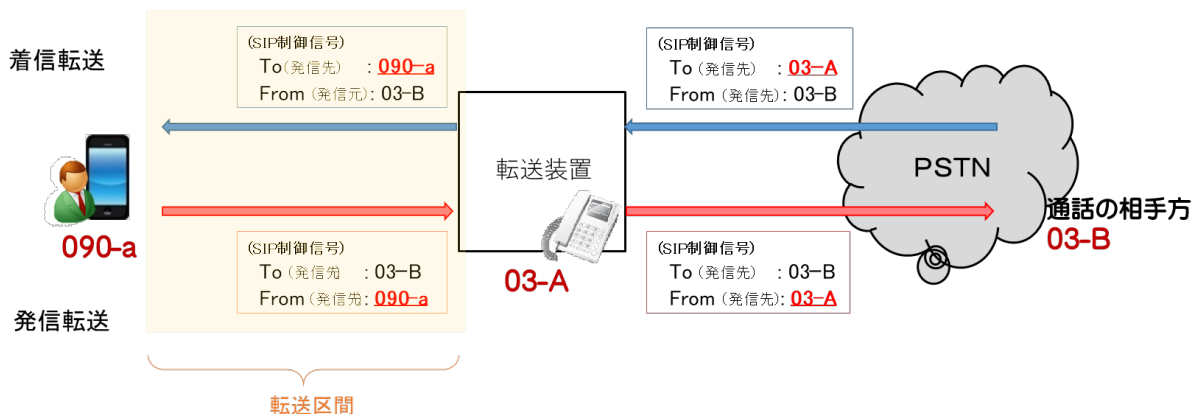 着信転送
(SIP制御信号)
To(発信先) : 090-a
From (発信元): 03-B
(SIP制御信号)
To(発信先) : 03-A
From (発信先): 03-B
転送装置
PSTN
通話の相手方
03-B
090-a
03-A
(SIP制御信号)
To (発信先 : 03-B
From (発信先: 090-a
(SIP制御信号)
To(発信先) : 03-B
From (発信先): 03-A
発信転送
転送区間